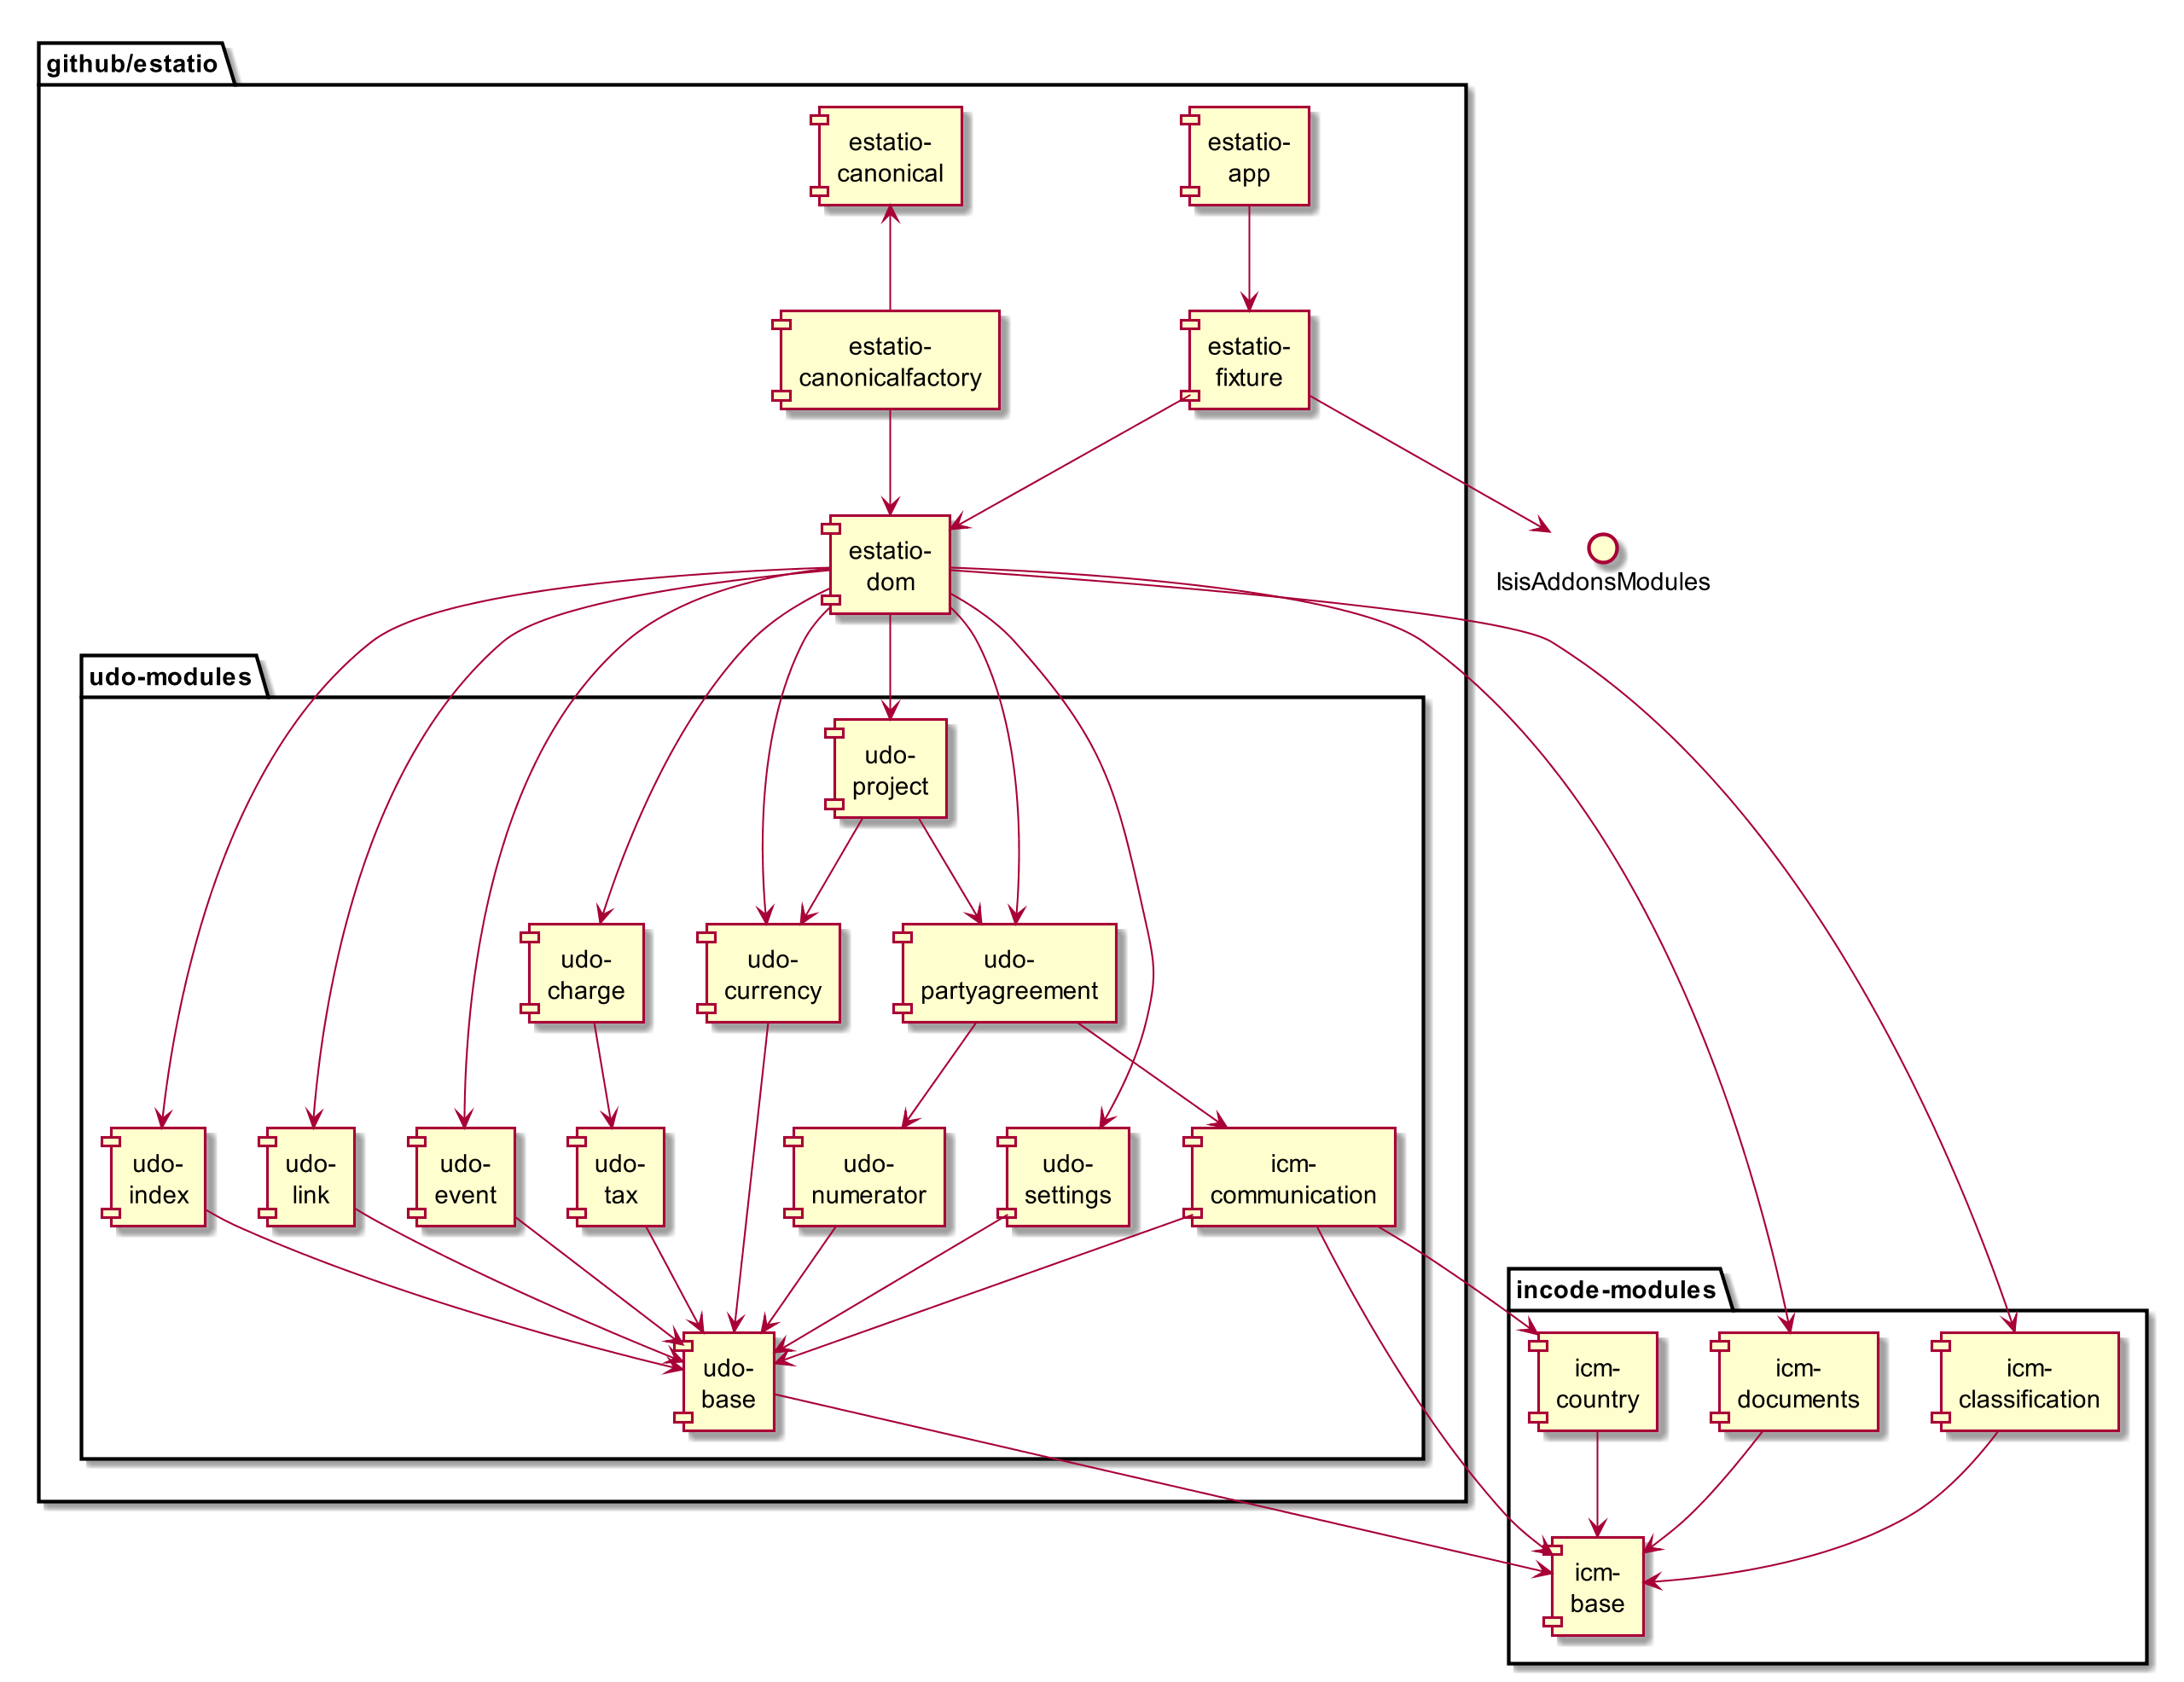 github/estatio
estatio-
canonical
estatio-
app
estatio-
canonicalfactory
estatio-
fixture
estatio-
dom
IsisAddonsModules
udo-modules
udo-
project
udo-
charge
udo-
currency
udo-
partyagreement
udo-
index
udo-
link
udo-
event
udo-
tax
udo-
numerator
udo-
settings
icm-
communication
incode-modules
udo-
base
icm-
country
icm-
documents
icm-
classification
icm-
base